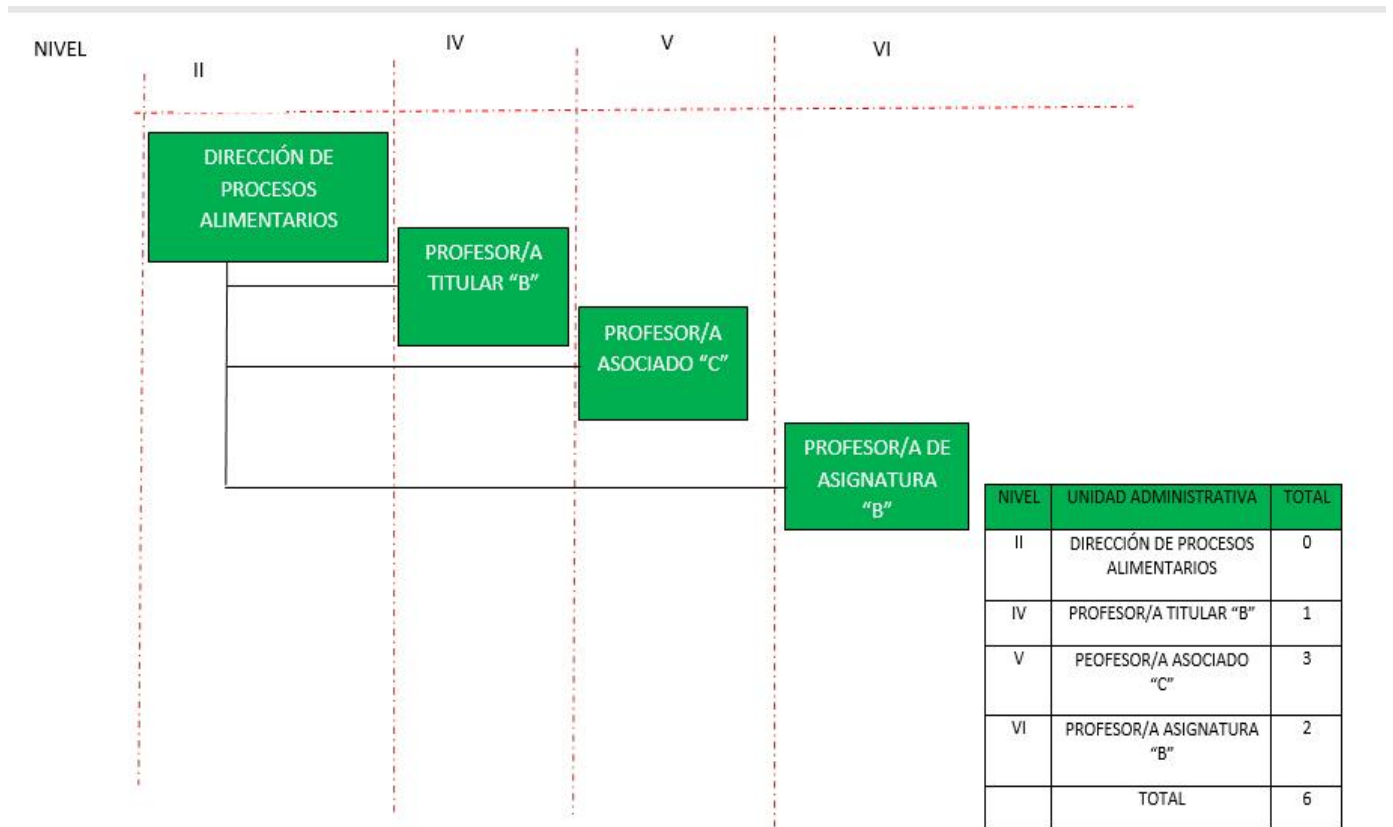 NIVEL
II
IV
V
VI
DIRECCIÓN DE
PROCESOS
ALIMENTARIOS
PROFESOR/A
TITULAR “B”
PROFESOR/A
ASOCIADO “C”
PROFESOR/A DE
ASIGNATURA
“B”
NIVEL UNIDAD ADMINISTRATIVA TOTAL
II DIRECCIÓN DE PROCESOS 0
ALIMENTARIOS
IV PROFESOR/A TITULAR “B” 1
V PEOFESOR/A ASOCIADO 3
“C”
VI PROFESOR/A ASIGNATURA 2
“B”
TOTAL 6